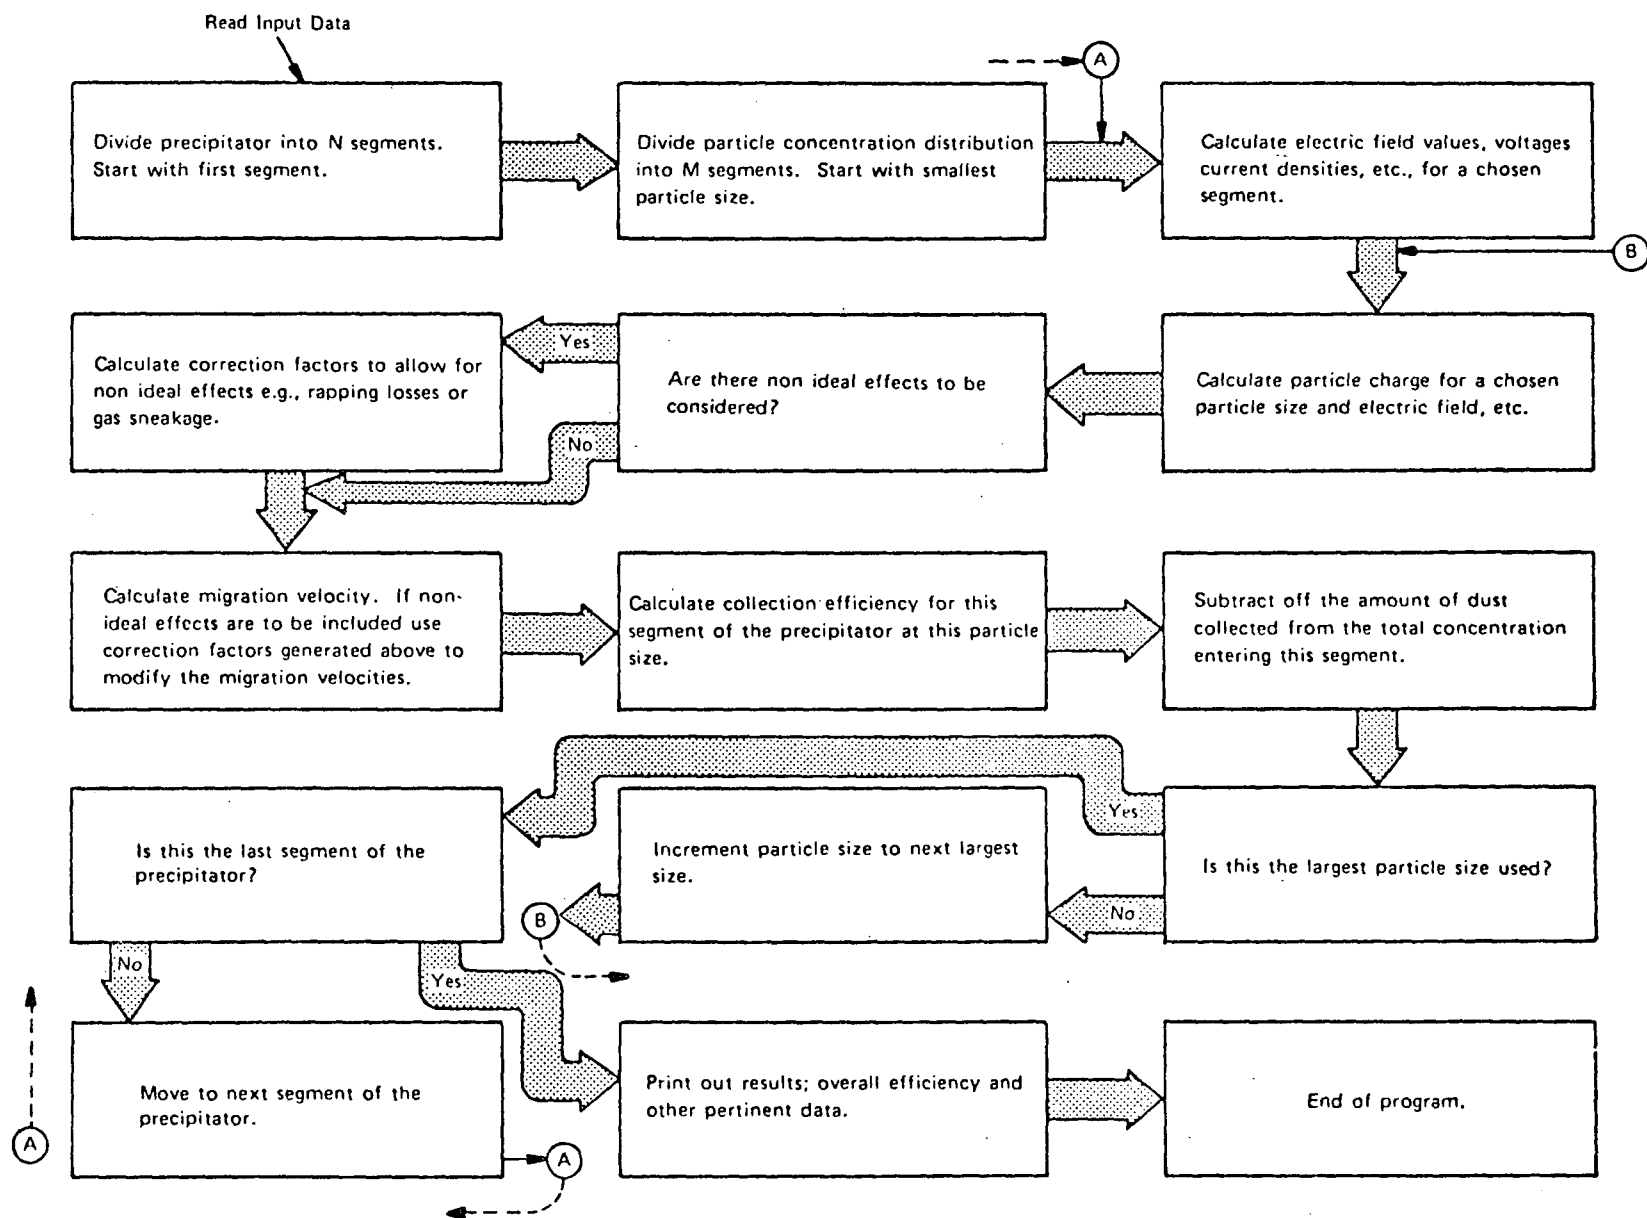 Read Input Data
A
Divide precipitator into N segments.
Start with first segment.
Divide particle concentration distribution
into M segments. Start with smallest
particle size.
Calculate electric field values, voltages
current densities, etc., for a chosen
segment.
B
Calculate correction factors to allow for
non ideal effects e.g., rapping losses or
gas sneakage.
Yes
No
Are there non ideal effects to be
considered?
Calculate particle charge for a chosen
particle size and electric field, etc.
Calculate migration velocity. If non-
ideal effects are to be included use
correction factors generated above to
modify the migration velocities.
Calculate collection efficiency for this
segment of the precipitator at this particle
size.
Subtract off the amount of dust
collected from the total concentration
entering this segment.
Is this the last segment of the
precipitator?
Increment particle size to next largest
size.
Yes
Is this the largest particle size used?
No
B
No
Yes
A
Move to next segment of the
precipitator.
A
Print out results; overall efficiency and
other pertinent data.
End of program.